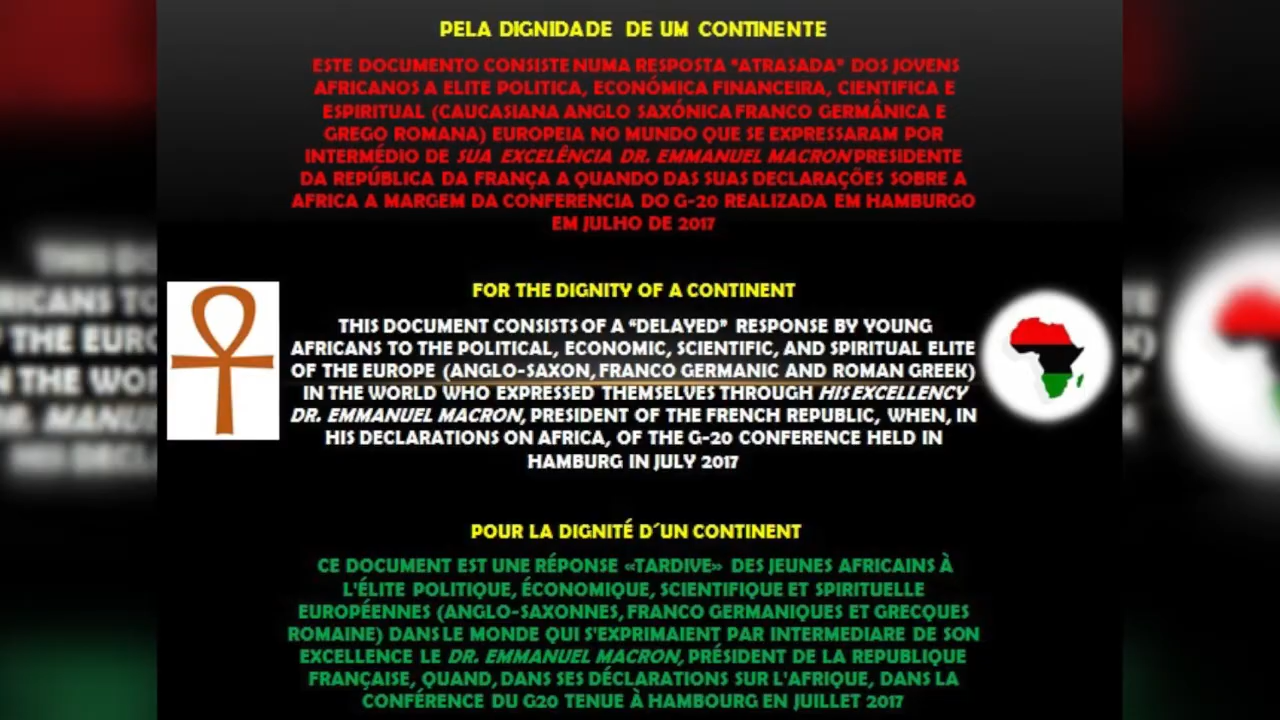 PELA DIGNIDADE DE UM CONTINENTE
ESTE DOCUMENTO CONSISTE NUMA RESPOSTA "ATRASADA" DOS JOVENS
AFRICANOS A ELITE POLITICA, ECONÓMICA FINANCEIRA, CIENTIFICA E
ESPIRITUAL (CAUCASIANA ANGLO SAXÓNICA FRANCO GERMÂNICA E
GREGO ROMANA) EUROPEIA NO MUNDO QUE SE EXPRESSARAM POR
INTERMÉDIO DE SUA EXCELÊNCIA DR. EMMANUEL MACRON PRESIDENTE
DA REPÚBLICA DA FRANÇA A QUANDO DAS SUAS DECLARAÇÕES SOBRE A
AFRICA A MARGEM DA CONFERENCIA DO G-20 REALIZADA EM HAMBURGO
EM JULHO DE 2017
FOR THE DIGNITY OF A CONTINENT
THIS DOCUMENT CONSISTS OF A "DELAYED" RESPONSE BY YOUNG
AFRICANS TO THE POLITICAL, ECONOMIC, SCIENTIFIC, AND SPIRITUAL ELITE
OF THE EUROPE (ANGLO-SAXON, FRANCO GERMANIC AND ROMAN GREEK)
IN THE WORLD WHO EXPRESSED THEMSELVES THROUGH HIS EXCELLENCY
DR. EMMANUEL MACRON, PRESIDENT OF THE FRENCH REPUBLIC, WHEN, IN
HIS DECLARATIONS ON AFRICA, OF THE G-20 CONFERENCE HELD IN
HAMBURG IN JULY 2017
POUR LA DIGNITÉ D´UN CONTINENT
CE DOCUMENT EST UNE RÉPONSE «TARDIVE» DES JEUNES AFRICAINS À
L'ÉLITE POLITIQUE, ÉCONOMIQUE, SCIENTIFIQUE ET SPIRITUELLE
EUROPÉENNES (ANGLO-SAXONNES, FRANCO GERMANIQUES ET GRECQUES
ROMAINE) DANS LE MONDE QUI S'EXPRIMAIENT PAR INTERMEDIARE DE SON
EXCELLENCE LE DR. EMMANUEL MACRON, PRÉSIDENT DE LA REPUBLIQUE
FRANÇAISE, QUAND, DANS SES DÉCLARATIONS SUR L'AFRIQUE, DANS LA
CONFÉRENCE DU G20 TENUE À HAMBOURG EN JUILLET 2017